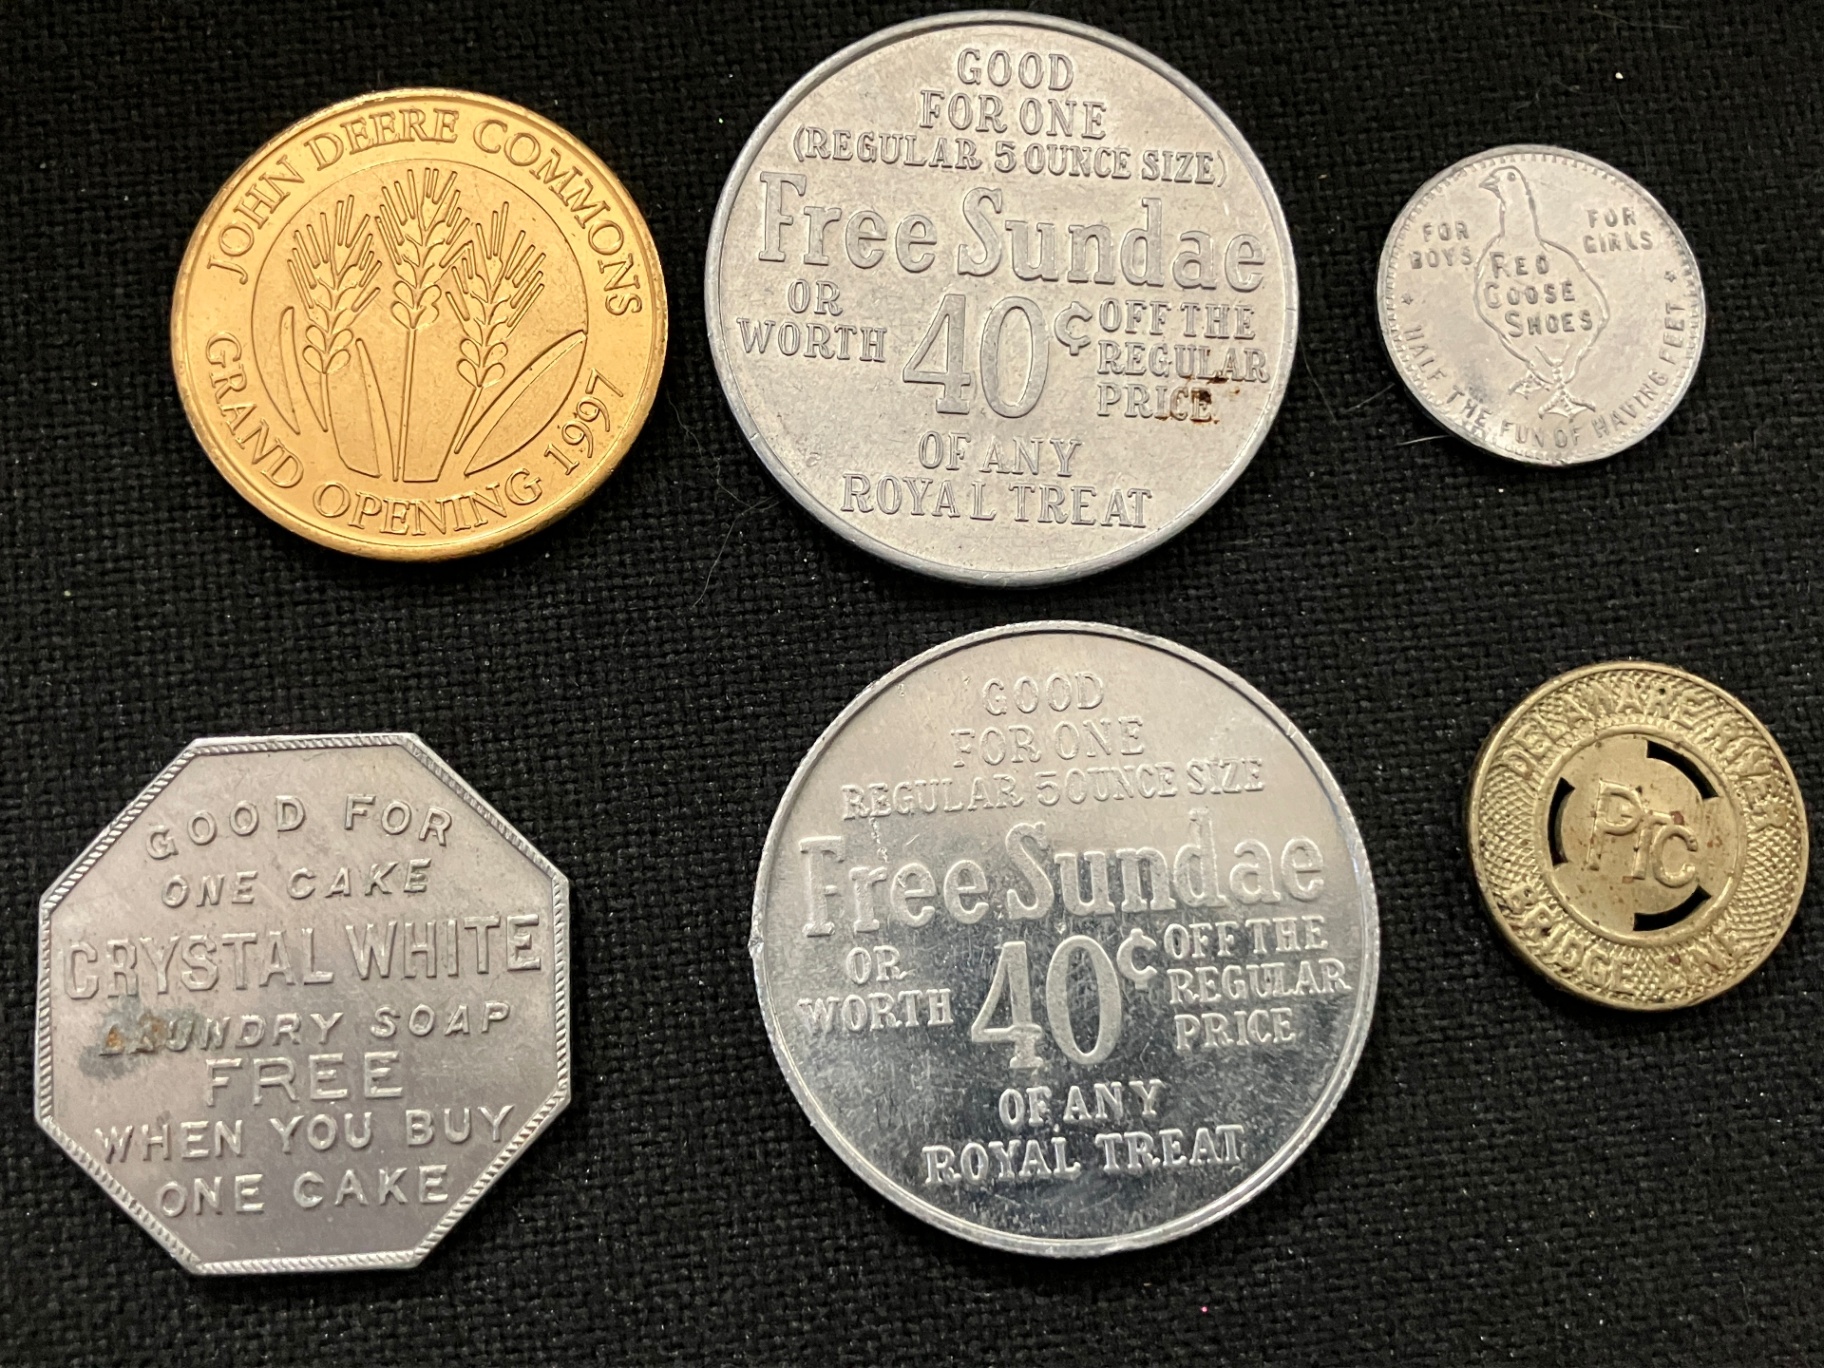 JOHN DEERE COMMONS
GRAND OPENING 1997
GOOD
FOR ONE
(REGULAR 5 OUNCE SIZE)
Free Sundae
OR
WORTH
40¢
OFF THE
REGULAR
PRICE
OF ANY
ROYAL TREAT
FOR
BOYS
FOR
GIRLS
RED
GOOSE
SHOES
* HALF THE FUN OF HAVING FEET *
GOOD FOR
ONE CAKE
CRYSTAL WHITE
LAUNDRY SOAP
FREE
WHEN YOU BUY
ONE CAKE
GOOD
FOR ONE
REGULAR 5 OUNCE SIZE
Free Sundae
OR
WORTH
40¢
OFF THE
REGULAR
PRICE
OF ANY
ROYAL TREAT
DELAWARE RIVER
PTC
BRIDGE LINE